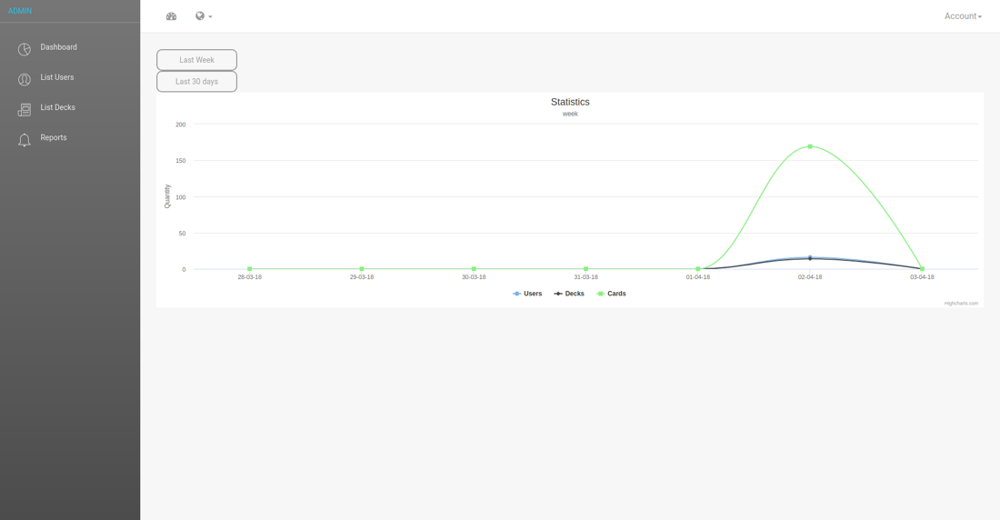 ADMIN
Account
Dashboard
List Users
List Decks
Reports
Last Week
Last 30 days
Statistics
week
Quantity
200
150
100
50
0
28-03-18 29-03-18 30-03-18 31-03-18 01-04-18 02-04-18 03-04-18
Users Decks Cards
Highcharts.com